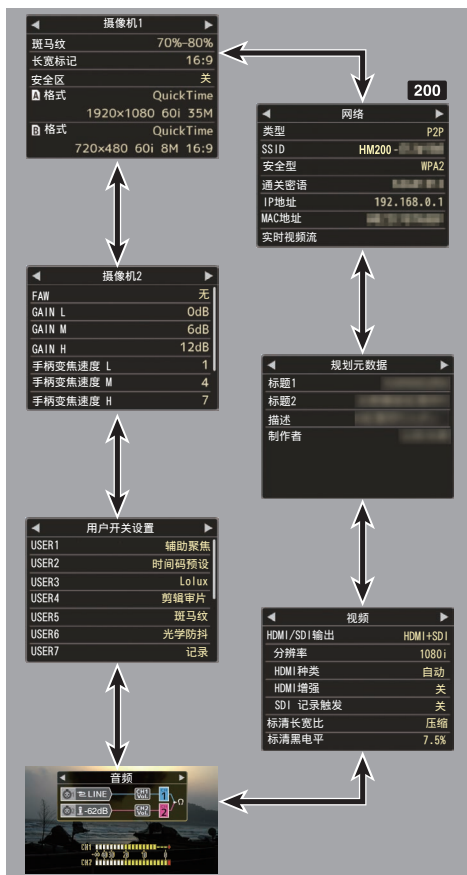 摄像机1
斑马纹 70%-80%
长宽标记 16:9
安全区 关
A 格式 QuickTime
1920×1080 60i 35M
B 格式 QuickTime
720×480 60i 8M 16:9
200
网络
类型 P2P
SSID HM200-
安全型 WPA2
通关密语
IP地址 192.168.0.1
MAC地址
实时视频流
摄像机2
FAW 无
GAIN L 0dB
GAIN M 6dB
GAIN H 12dB
手柄变焦速度 L 1
手柄变焦速度 M 4
手柄变焦速度 H 7
规划元数据
标题1
标题2
描述
制作者
用户开关设置
USER1 辅助聚焦
USER2 时间码预设
USER3 Lolux
USER4 剪辑审片
USER5 斑马纹
USER6 光学防抖
USER7 记录
视频
HDMI/SDI输出 HDMI+SDI
分辨率 1080i
HDMI种类 自动
HDMI增强 关
SDI 记录触发 关
标清长宽比 压缩
标清黑电平 7.5%
音频
LINE CH1 Vol. 1
-62dB CH2 Vol. 2
CH1
20 10 0
CH2